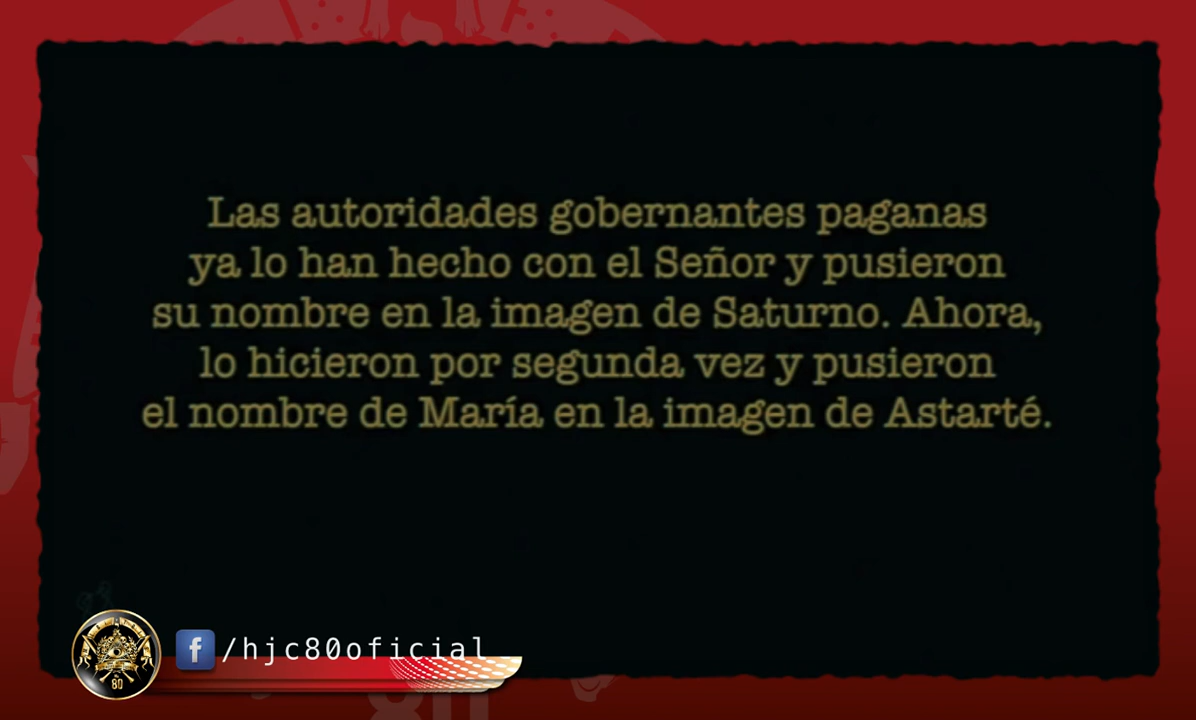 Las autoridades gobernantes paganas
ya lo han hecho con el Señor y pusieron
su nombre en la imagen de Saturno. Ahora,
lo hicieron por segunda vez y pusieron
el nombre de María en la imagen de Astarté.
80
f /hjc80oficial